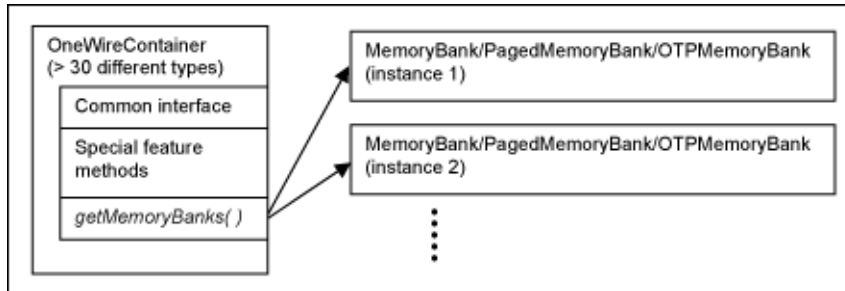 OneWireContainer
(> 30 different types)
Common interface
Special feature
methods
getMemoryBanks( )
MemoryBank/PagedMemoryBank/OTPMemoryBank
(instance 1)
MemoryBank/PagedMemoryBank/OTPMemoryBank
(instance 2)